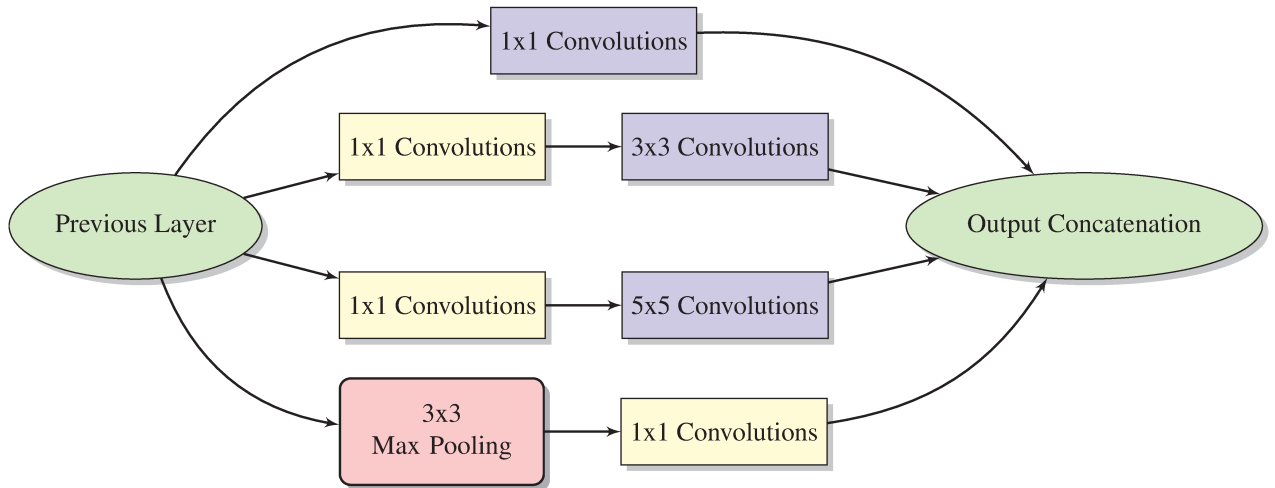 1x1 Convolutions
1x1 Convolutions
3x3 Convolutions
Previous Layer
Output Concatenation
1x1 Convolutions
5x5 Convolutions
3x3
Max Pooling
1x1 Convolutions